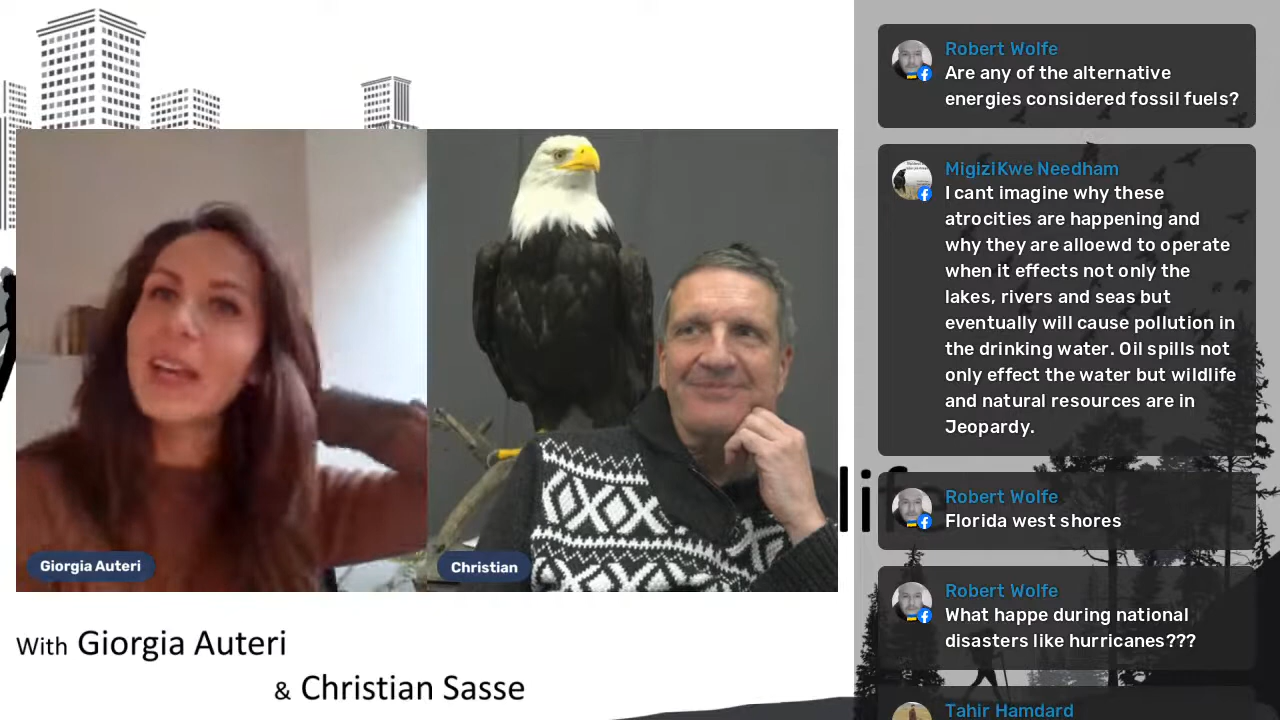 Giorgia Auteri
Christian
With Giorgia Auteri
& Christian Sasse
life
Robert Wolfe
Are any of the alternative
energies considered fossil fuels?
MigiziKwe Needham
I cant imagine why these
atrocities are happening and
why they are alloewd to operate
when it effects not only the
lakes, rivers and seas but
eventually will cause pollution in
the drinking water. Oil spills not
only effect the water but wildlife
and natural resources are in
Jeopardy.
Robert Wolfe
Florida west shores
Robert Wolfe
What happe during national
disasters like hurricanes???
Tahir Hamdard